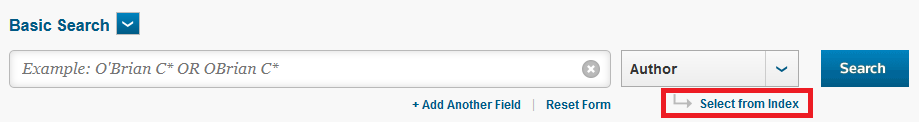 Basic Search
Example: O'Brian C* OR OBrian C*
Author
Search
+ Add Another Field | Reset Form
Select from Index